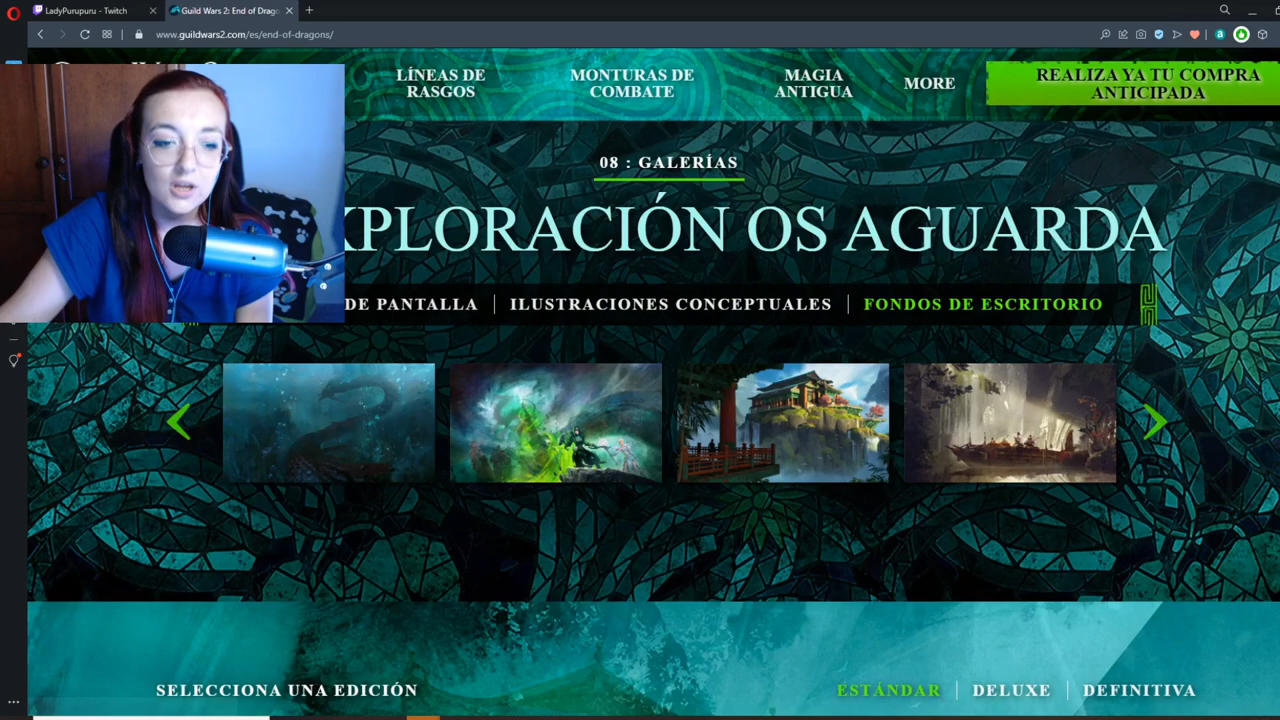 LadyPurupuru - Twitch
Guild Wars 2: End of Drago
www.guildwars2.com/es/end-of-dragons/
LÍNEAS DE
RASGOS
MONTURAS DE
COMBATE
MAGIA
ANTIGUA
MORE
REALIZA YA TU COMPRA
ANTICIPADA
08 : GALERÍAS
XPLORACIÓN OS AGUARDA
DE PANTALLA
ILUSTRACIONES CONCEPTUALES
FONDOS DE ESCRITORIO
SELECCIONA UNA EDICIÓN
ESTÁNDAR
DELUXE
DEFINITIVA